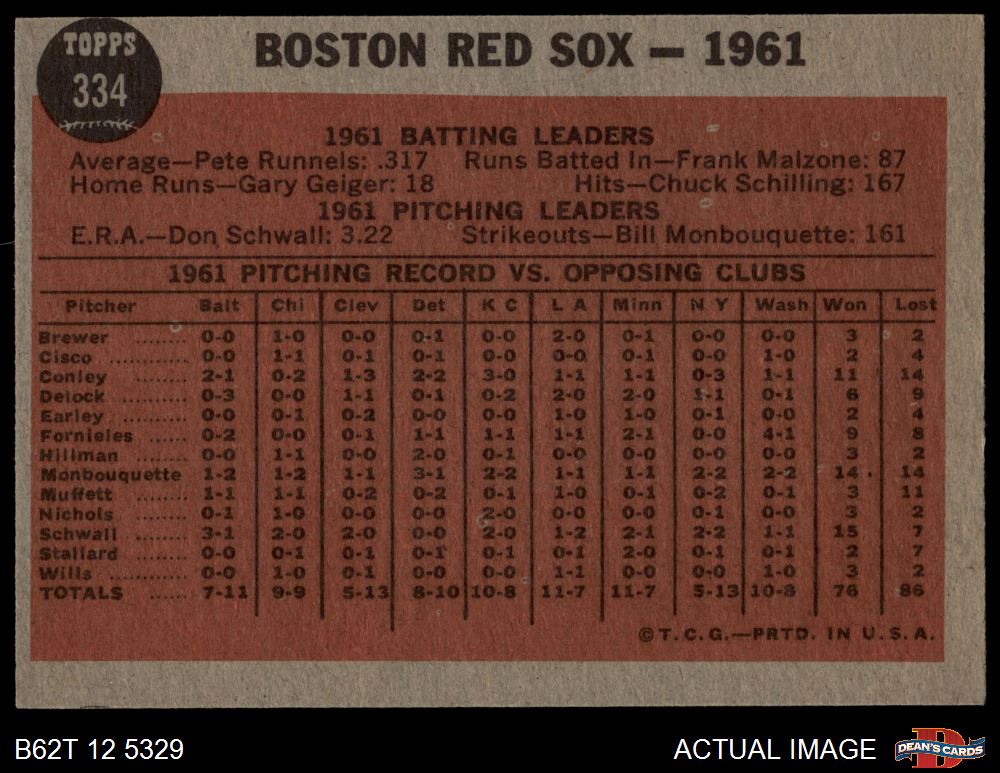 TOPPS
334
BOSTON RED SOX — 1961
1961 BATTING LEADERS
Average—Pete Runnels: .317 Runs Batted In—Frank Malzone: 87
Home Runs—Gary Geiger: 18 Hits—Chuck Schilling: 167
1961 PITCHING LEADERS
E.R.A.—Don Schwall: 3.22 Strikeouts—Bill Monbouquette: 161
1961 PITCHING RECORD VS. OPPOSING CLUBS
Pitcher Balt Chi Clev Det K C L A Minn N Y Wash Won Lost
Brewer ........ 0-0 1-0 0-0 0-1 0-0 2-0 0-1 0-0 0-0 3 2
Cisco ............ 0-0 1-1 0-1 0-1 0-0 0-0 0-1 0-0 1-0 2 4
Conley ........ 2-1 0-2 1-3 2-2 3-0 1-1 1-1 0-3 1-1 11 14
Delock ........ 0-3 0-0 1-1 0-1 0-2 2-0 2-0 1-1 0-1 6 9
Earley ........ 0-0 0-1 0-2 0-0 0-0 1-0 1-0 0-1 0-0 2 4
Fornieles ...... 0-2 0-0 0-1 1-1 1-1 1-1 2-1 0-0 4-1 9 8
Hillman ........ 0-0 1-1 0-0 2-0 0-1 0-0 0-0 0-0 0-0 3 2
Monbouquette 1-2 1-2 1-1 3-1 2-2 1-1 1-1 2-2 2-2 14 14
Muffett ........ 1-1 1-1 0-2 0-2 0-1 1-0 0-1 0-2 0-1 3 11
Nichols ........ 0-1 1-0 0-0 0-0 2-0 0-0 0-0 0-1 0-0 3 2
Schwall ........ 3-1 2-0 2-0 0-0 2-0 1-2 2-1 2-2 1-1 15 7
Stallard ........ 0-0 0-1 0-1 0-1 0-1 0-1 2-0 0-1 0-1 2 7
Wills ............ 0-0 1-0 0-1 0-0 0-0 1-1 0-0 0-0 1-0 3 2
TOTALS ...... 7-11 9-9 5-13 8-10 10-8 11-7 11-7 5-13 10-8 76 86
©T.C.G.—PRTD. IN U.S.A.
B62T 12 5329 ACTUAL IMAGE
D
DEAN'S CARDS